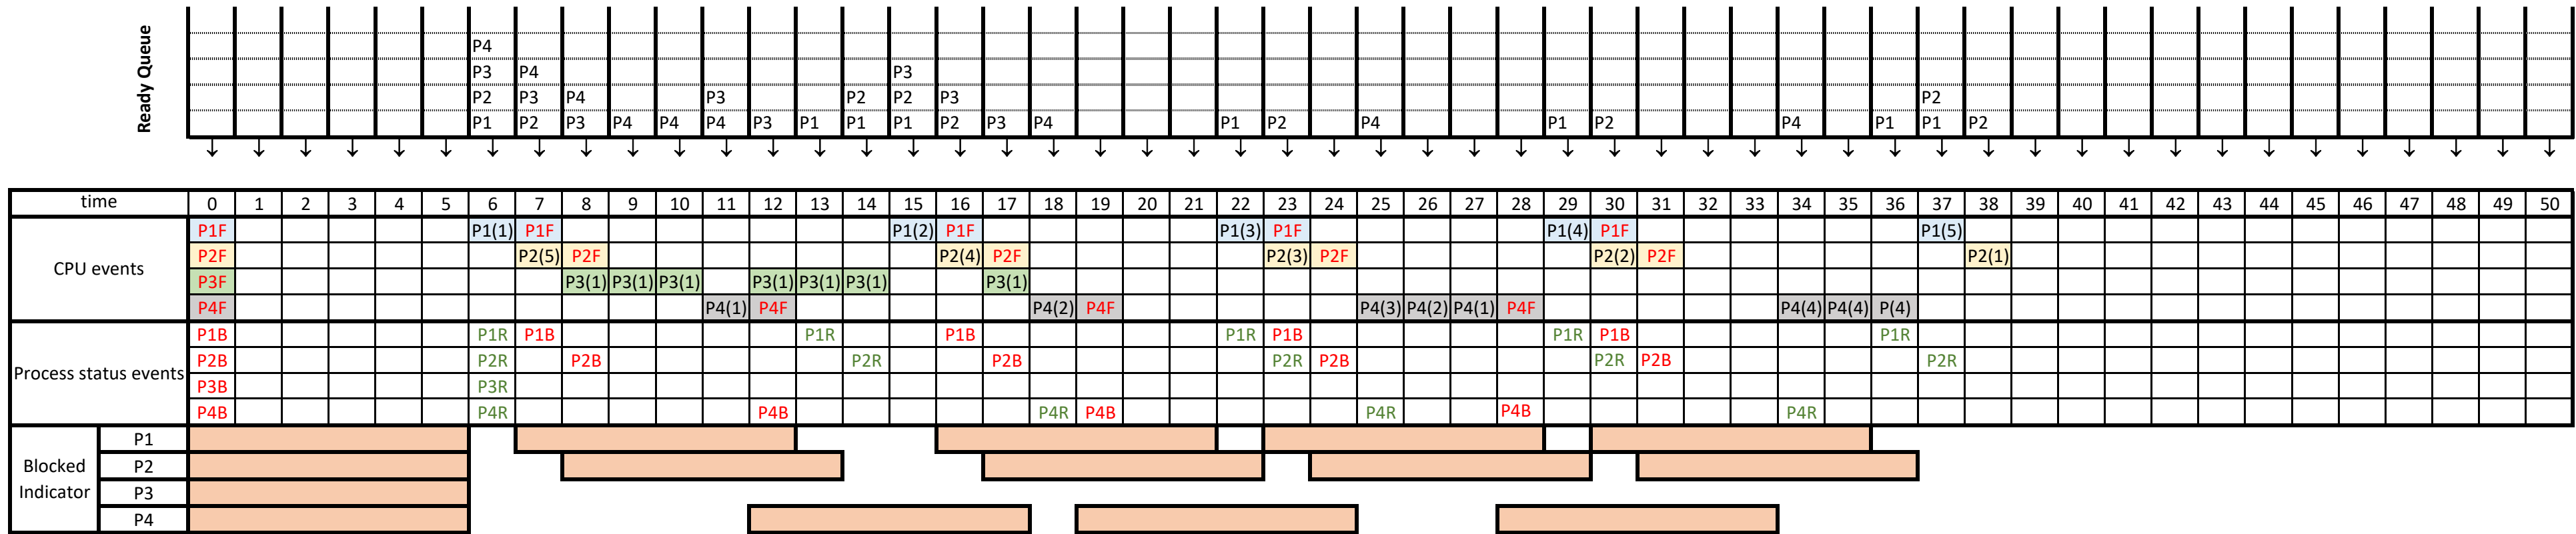 Ready Queue
P4
P3 P4 P3
P2 P3 P4 P3 P2 P2 P3 P2
P1 P2 P3 P4 P4 P4 P3 P1 P1 P1 P2 P3 P4 P1 P2 P4 P1 P2 P4 P1 P1 P2
↓ ↓ ↓ ↓ ↓ ↓ ↓ ↓ ↓ ↓ ↓ ↓ ↓ ↓ ↓ ↓ ↓ ↓ ↓ ↓ ↓ ↓ ↓ ↓ ↓ ↓ ↓ ↓ ↓ ↓ ↓ ↓ ↓ ↓ ↓ ↓ ↓ ↓ ↓ ↓ ↓ ↓ ↓ ↓ ↓ ↓ ↓ ↓ ↓ ↓ ↓
time 0 1 2 3 4 5 6 7 8 9 10 11 12 13 14 15 16 17 18 19 20 21 22 23 24 25 26 27 28 29 30 31 32 33 34 35 36 37 38 39 40 41 42 43 44 45 46 47 48 49 50
CPU events
P1F P1(1) P1F P1(2) P1F P1(3) P1F P1(4) P1F P1(5)
P2F P2(5) P2F P2(4) P2F P2(3) P2F P2(2) P2F P2(1)
P3F P3(1) P3(1) P3(1) P3(1) P3(1) P3(1) P3(1)
P4F P4(1) P4F P4(2) P4F P4(3) P4(2) P4(1) P4F P4(4) P4(4) P(4)
Process status events
P1B P1R P1B P1R P1B P1R P1B P1R P1B P1R
P2B P2R P2B P2R P2B P2R P2B P2R P2B P2R
P3B P3R
P4B P4R P4B P4R P4B P4R P4B P4R
Blocked
Indicator
P1
P2
P3
P4